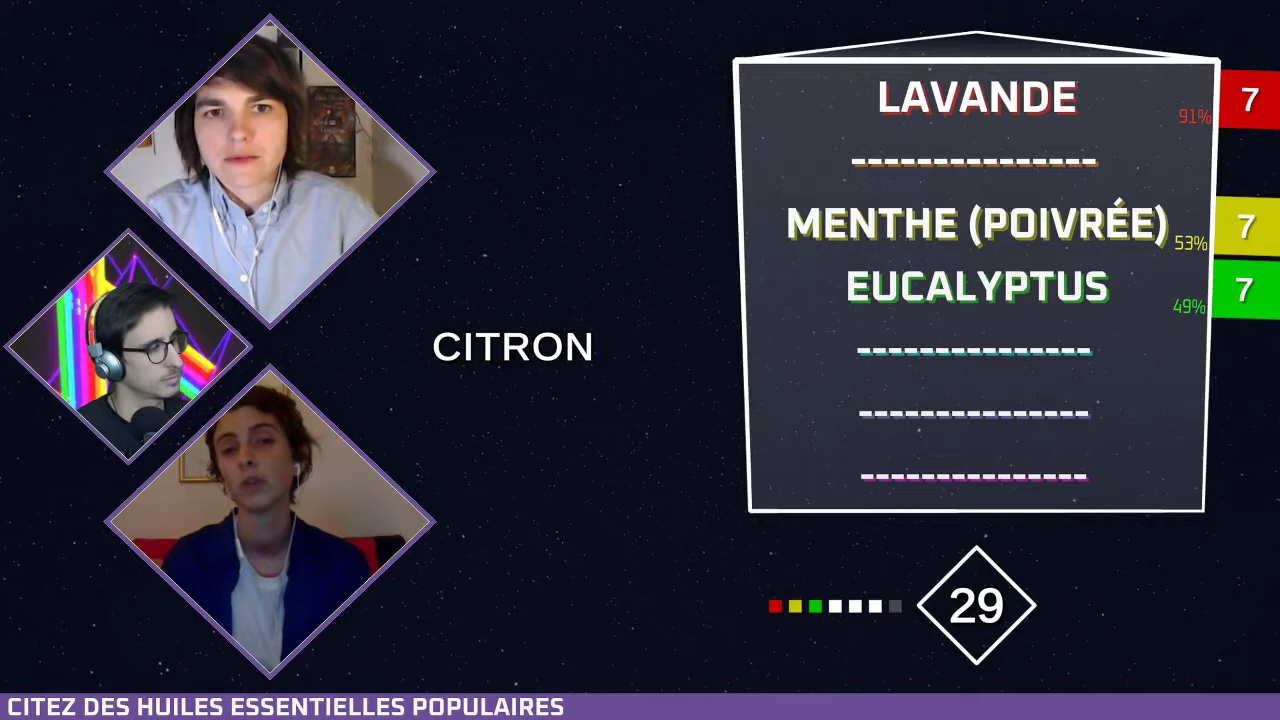 LAVANDE
91%
7
MENTHE (POIVRÉE)
53%
7
EUCALYPTUS
49%
7
CITRON
29
CITEZ DES HUILES ESSENTIELLES POPULAIRES